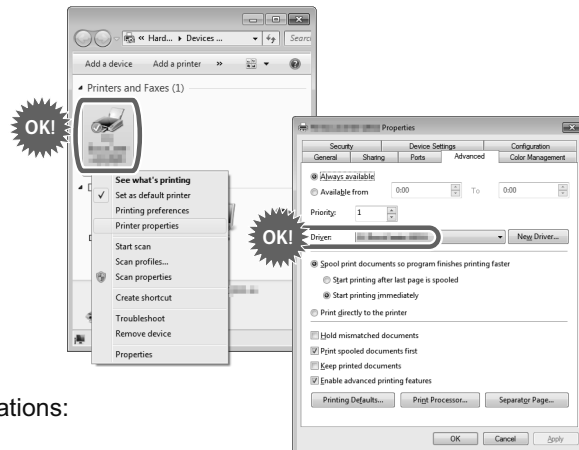 « Hard... ▸ Devices ...
Searc
Add a device Add a printer »
Printers and Faxes (1)
OK!
See what's printing
Set as default printer
Printing preferences
Printer properties
Start scan
Scan profiles...
Scan properties
Create shortcut
Troubleshoot
Remove device
Properties
Properties
Security Device Settings Configuration
General Sharing Ports Advanced Color Management
Always available
Available from 0:00 To 0:00
Priority: 1
OK!
Driver: New Driver...
Spool print documents so program finishes printing faster
Start printing after last page is spooled
Start printing immediately
Print directly to the printer
Hold mismatched documents
Print spooled documents first
Keep printed documents
Enable advanced printing features
Printing Defaults... Print Processor... Separator Page...
OK Cancel Apply
ations: